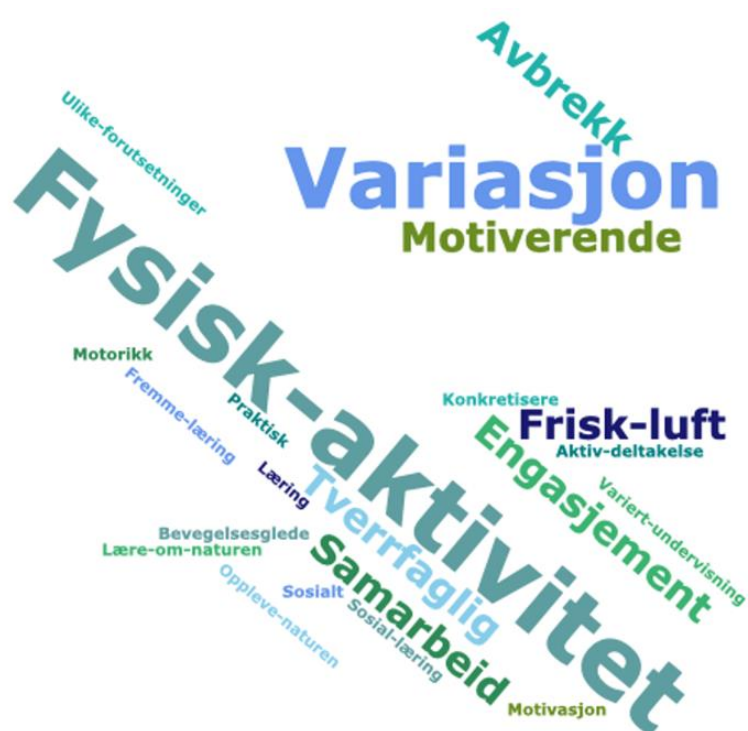 Avbrekk
Ulike-forutsetninger
Variasjon
Motiverende
Fysisk-aktivitet
Motorikk
Fremme-læring
Praktisk
Konkretisere
Frisk-luft
Aktiv-deltakelse
Engasjement
Variert-undervisning
Læring
Tverrfaglig
Bevegelsesglede
Lære-om-naturen
Samarbeid
Oppleve-naturen
Sosialt
Sosial-læring
Motivasjon